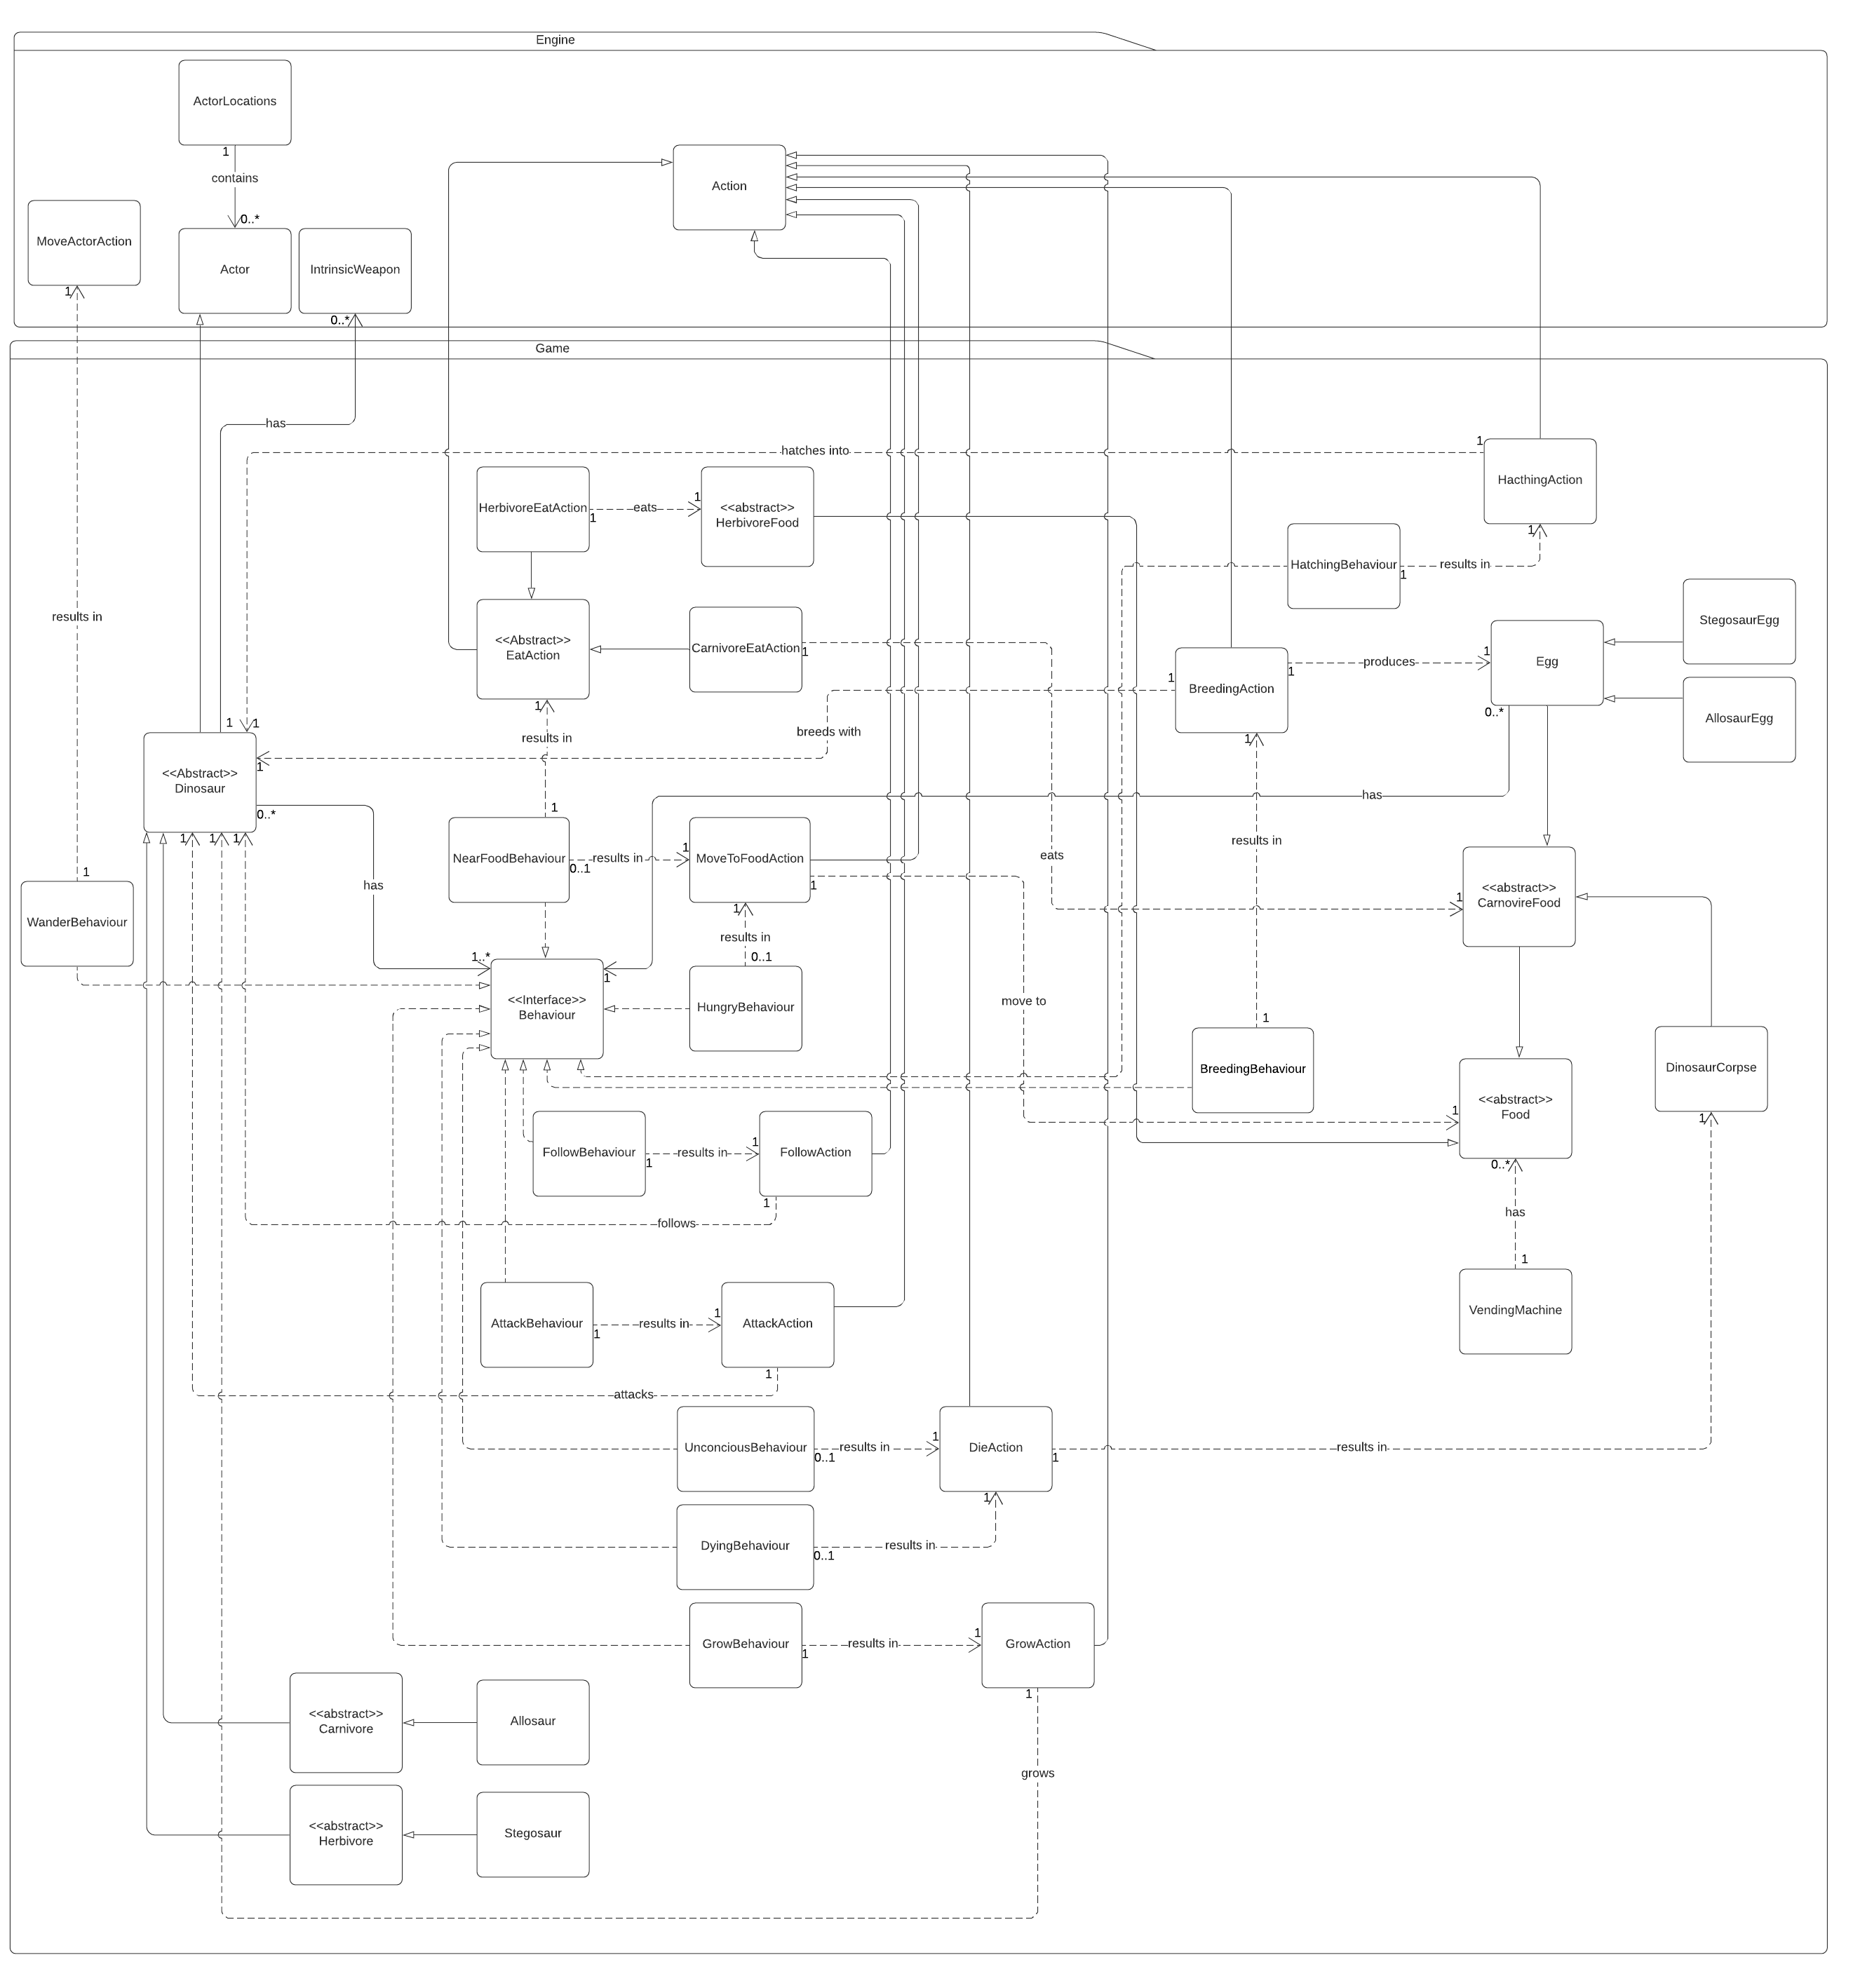 Engine
ActorLocations
1
contains
0..*
Action
MoveActorAction
Actor
IntrinsicWeapon
1
0..*
Game
has
hatches into
1
HacthingAction
HerbivoreEatAction
1
eats
1
<<abstract>>
HerbivoreFood
1
HatchingBehaviour
1
results in
results in
StegosaurEgg
<<Abstract>>
EatAction
CarnivoreEatAction
1
1
BreedingAction
1
produces
1
Egg
1
results in
0..*
AllosaurEgg
1
1
breeds with
1
1
<<Abstract>>
Dinosaur
has
0..*
1
results in
1
1
1
NearFoodBehaviour
0..1
results in
1
MoveToFoodAction
1
eats
1
<<abstract>>
CarnovireFood
1
WanderBehaviour
has
1
results in
0..1
1..*
1
<<Interface>>
Behaviour
HungryBehaviour
move to
1
BreedingBehaviour
DinosaurCorpse
<<abstract>>
Food
1
0..*
1
FollowBehaviour
1
results in
1
FollowAction
1
follows
has
1
VendingMachine
AttackBehaviour
1
results in
1
AttackAction
1
attacks
UnconciousBehaviour
0..1
results in
1
DieAction
1
results in
1
DyingBehaviour
0..1
results in
GrowBehaviour
1
results in
1
GrowAction
1
<<abstract>>
Carnivore
Allosaur
grows
<<abstract>>
Herbivore
Stegosaur